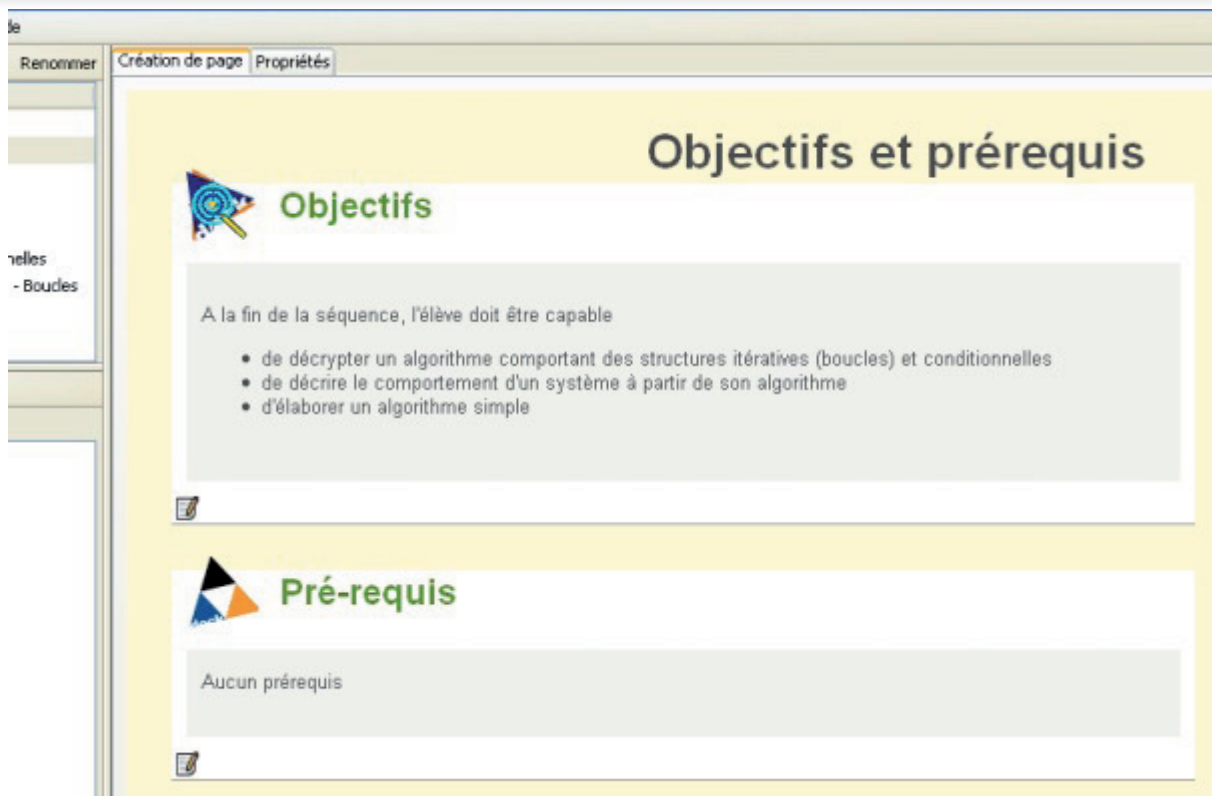 de
Renommer
Création de page
Propriétés
nelles
- Boucles
Objectifs et prérequis
Objectifs
A la fin de la séquence, l'élève doit être capable
• de décrypter un algorithme comportant des structures itératives (boucles) et conditionnelles
• de décrire le comportement d'un système à partir de son algorithme
• d'élaborer un algorithme simple
Pré-requis
Aucun prérequis